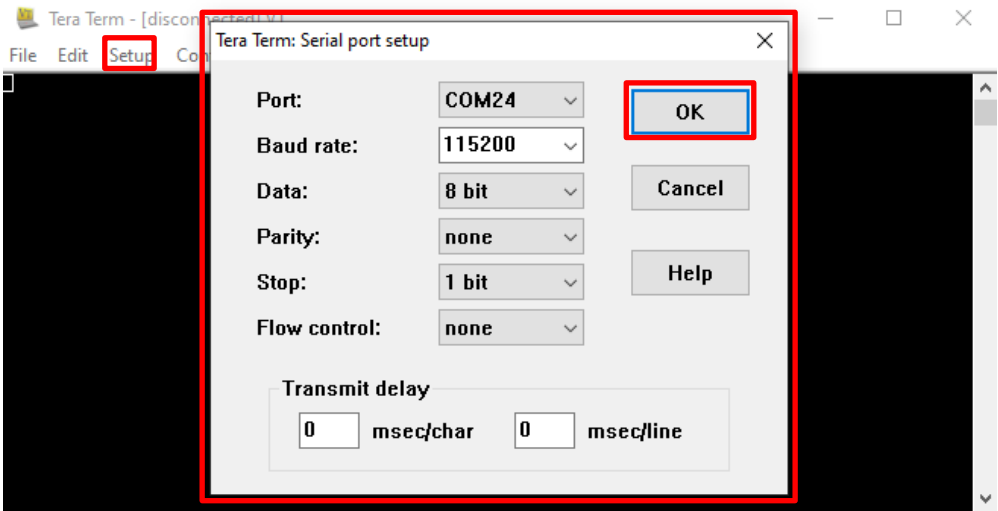 Tera Term - [disconnected] VT
File Edit Setup Con
Tera Term: Serial port setup
Port: COM24
OK
Baud rate: 115200
Data: 8 bit
Cancel
Parity: none
Stop: 1 bit
Help
Flow control: none
Transmit delay
0 msec/char 0 msec/line